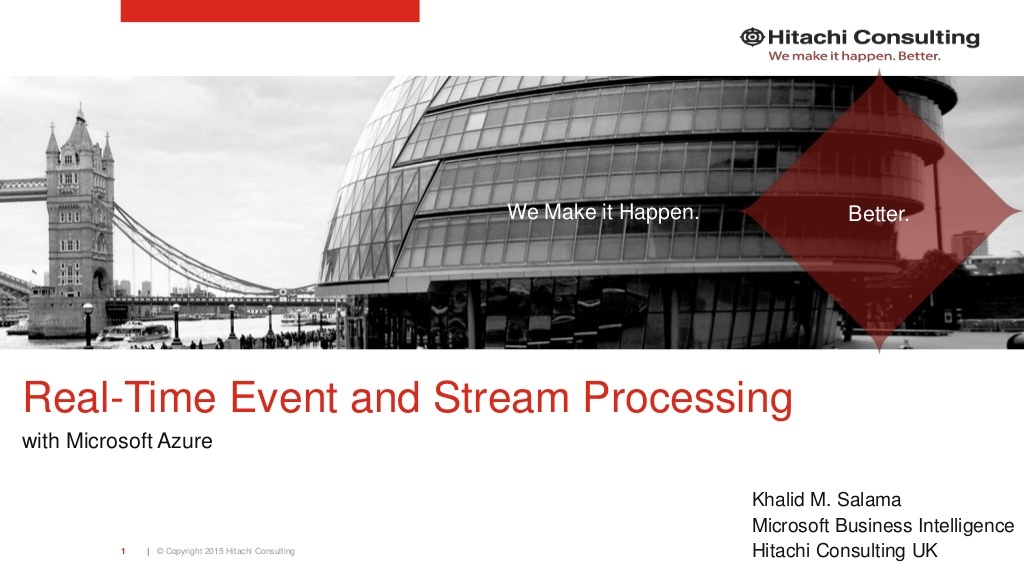 Hitachi Consulting
We make it happen. Better.
We Make it Happen.
Better.
Real-Time Event and Stream Processing
with Microsoft Azure
Khalid M. Salama
Microsoft Business Intelligence
Hitachi Consulting UK
1 | © Copyright 2015 Hitachi Consulting